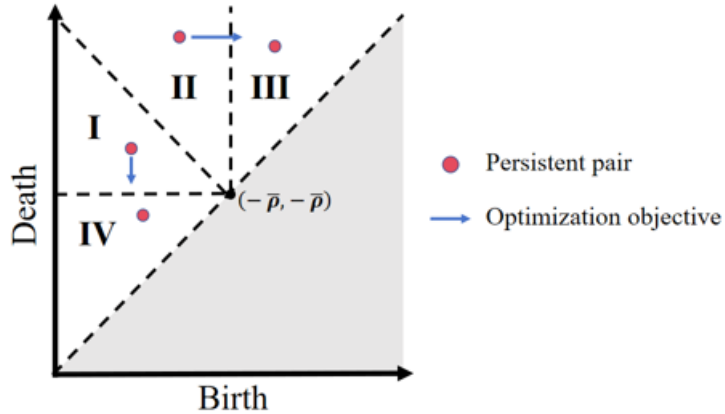 II
III
I
Persistent pair
(−ρ̅, −ρ̅)
Optimization objective
IV
Death
Birth